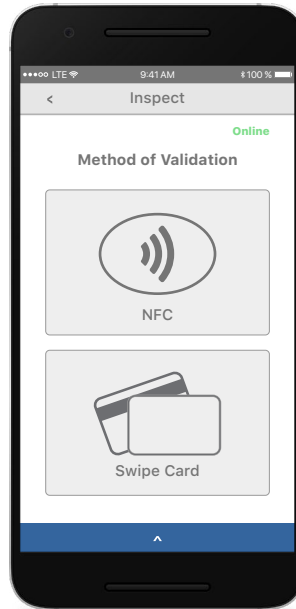 ●●●○○ LTE 9:41 AM 100 %
< Inspect
Online
Method of Validation
NFC
Swipe Card
^